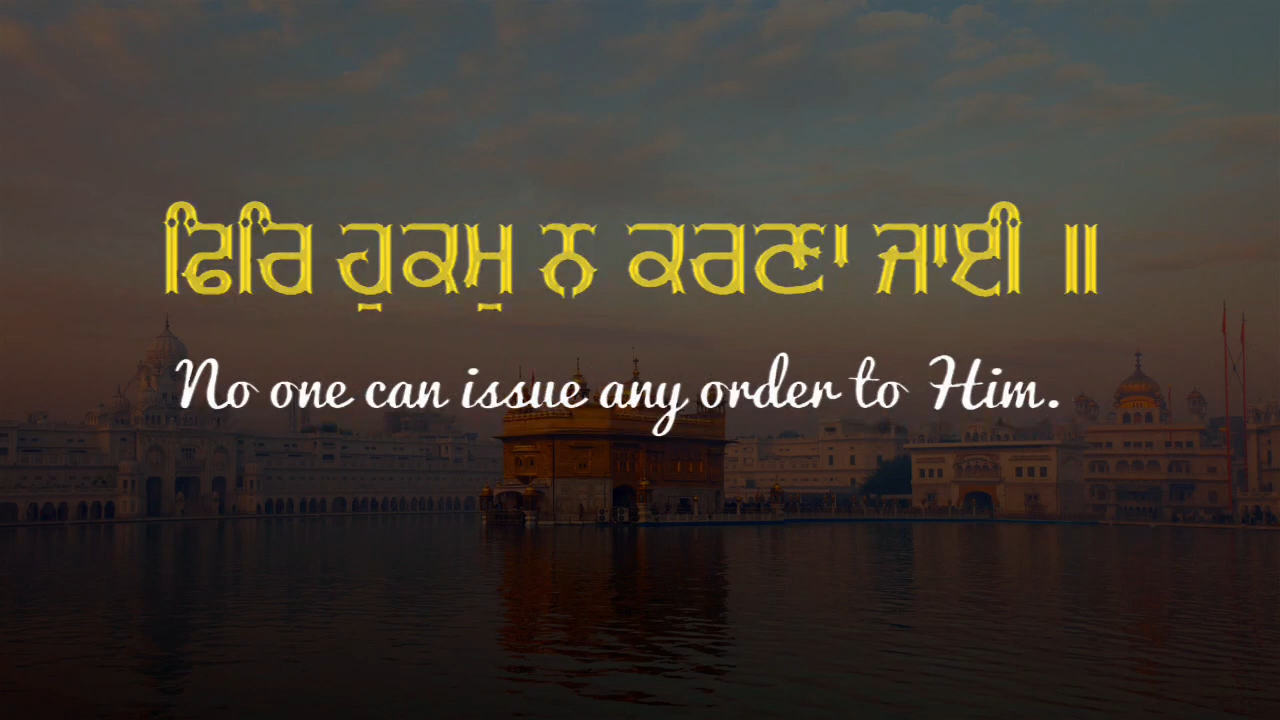 ਫਿਰਿ ਹੁਕਮੁ ਨ ਕਰਣਾ ਜਾਈ ॥
No one can issue any order to Him.